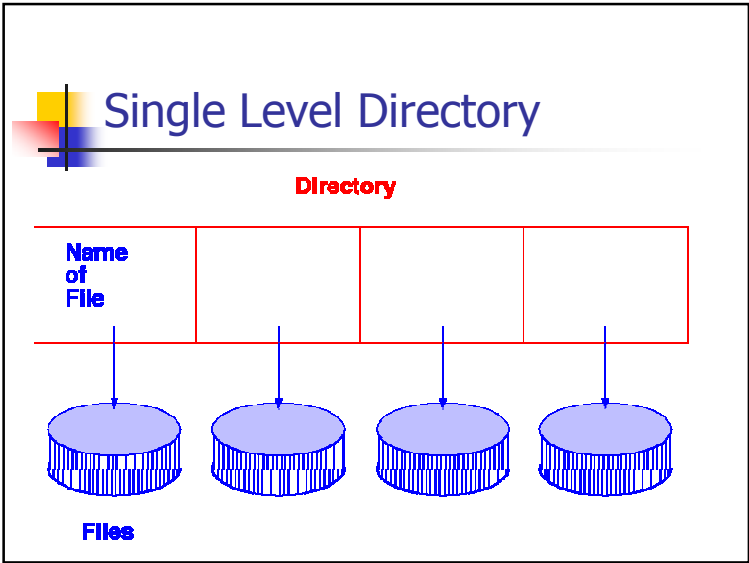 Single Level Directory
Directory
Name
of
File
Files